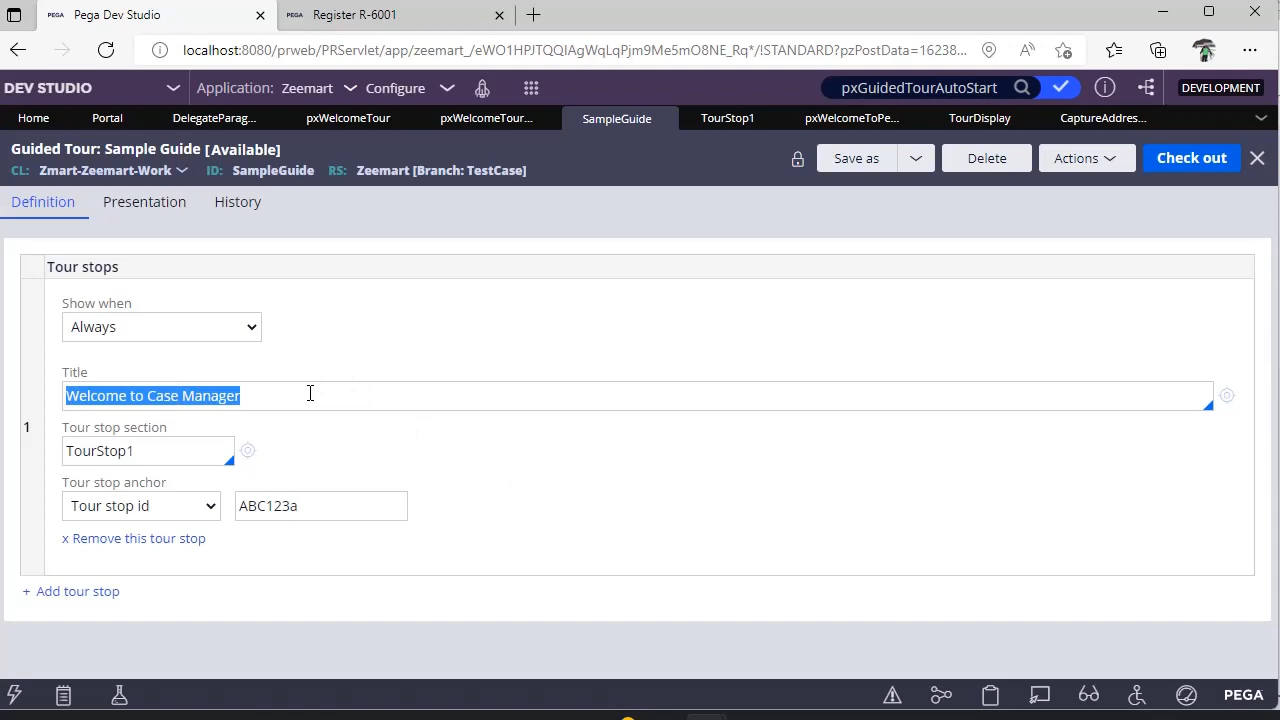 PEGA Pega Dev Studio
PEGA Register R-6001
localhost:8080/prweb/PRServlet/app/zeemart_/eWO1HPJTQQIAgWqLqPjm9Me5mO8NE_Rq*/!STANDARD?pzPostData=16238...
DEV STUDIO Application: Zeemart Configure pxGuidedTourAutoStart DEVELOPMENT
Home Portal DelegateParag... pxWelcomeTour pxWelcomeTour... SampleGuide TourStop1 pxWelcomeToPe... TourDisplay CaptureAddres...
Guided Tour: Sample Guide [Available]
CL: Zmart-Zeemart-Work ID: SampleGuide RS: Zeemart [Branch: TestCase]
Save as Delete Actions Check out
Definition Presentation History
Tour stops
Show when
Always
Title
Welcome to Case Manager
1
Tour stop section
TourStop1
Tour stop anchor
Tour stop id ABC123a
x Remove this tour stop
+ Add tour stop
PEGA